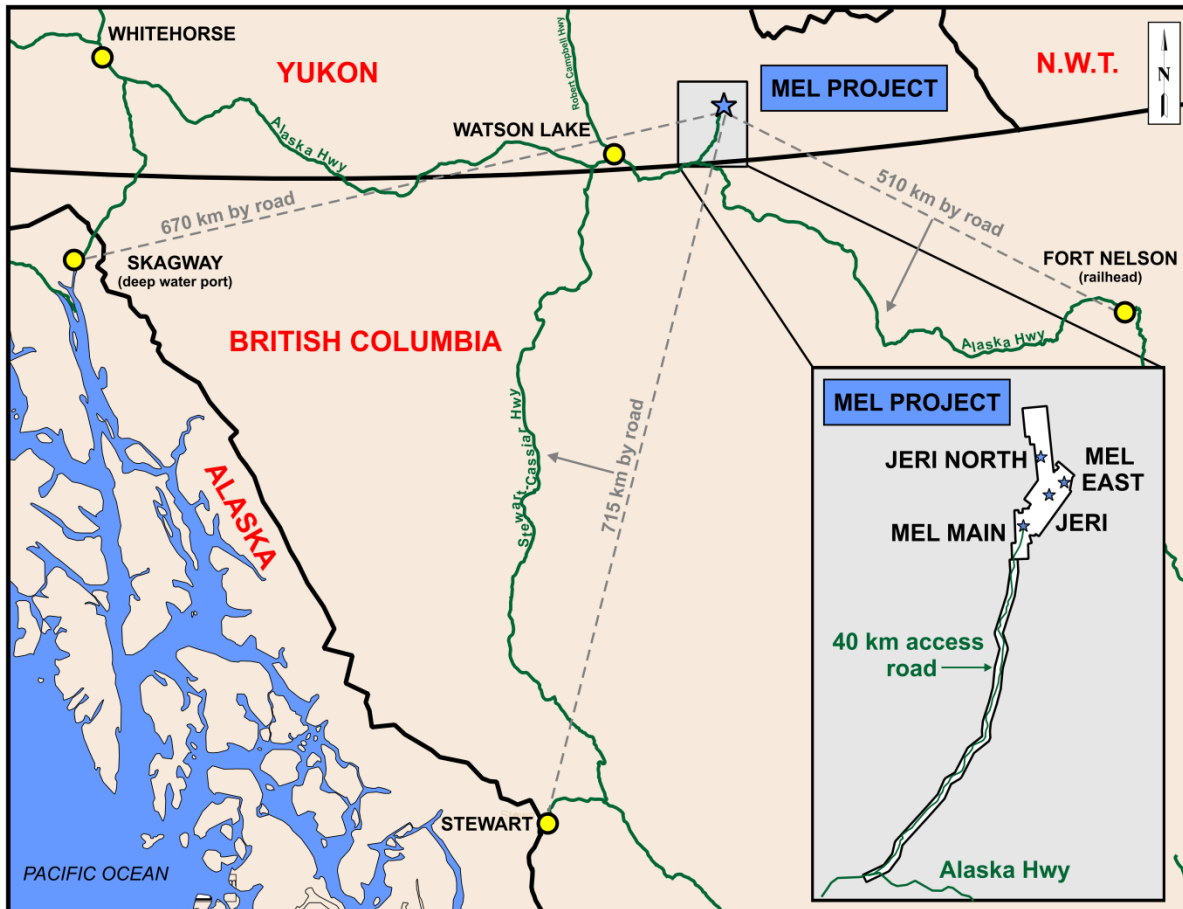 WHITEHORSE
YUKON
Robert Campbell Hwy
MEL PROJECT
N.W.T.
N
WATSON LAKE
Alaska Hwy
670 km by road
510 km by road
SKAGWAY
(deep water port)
FORT NELSON
(railhead)
BRITISH COLUMBIA
Alaska Hwy
Stewart-Cassiar Hwy
715 km by road
ALASKA
STEWART
PACIFIC OCEAN
MEL PROJECT
JERI NORTH
MEL
EAST
JERI
MEL MAIN
40 km access
road
Alaska Hwy